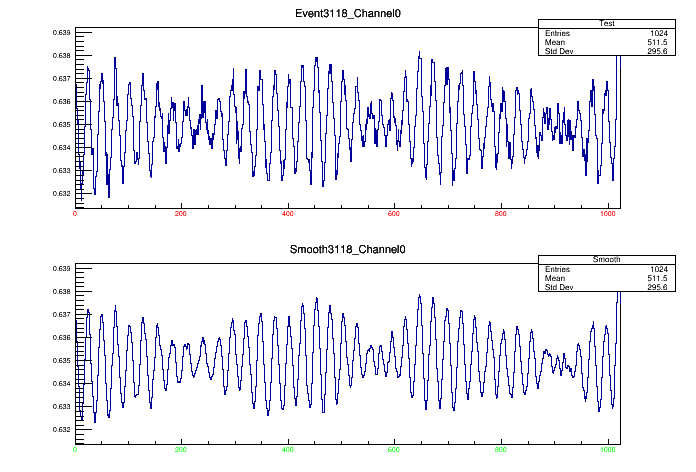 Event3118_Channel0
Test
Entries 1024
Mean 511.5
Std Dev 295.6
0.639
0.638
0.637
0.636
0.635
0.634
0.633
0.632
0 200 400 600 800 1000
Smooth3118_Channel0
Smooth
Entries 1024
Mean 511.5
Std Dev 295.6
0.639
0.638
0.637
0.636
0.635
0.634
0.633
0.632
0 200 400 600 800 1000